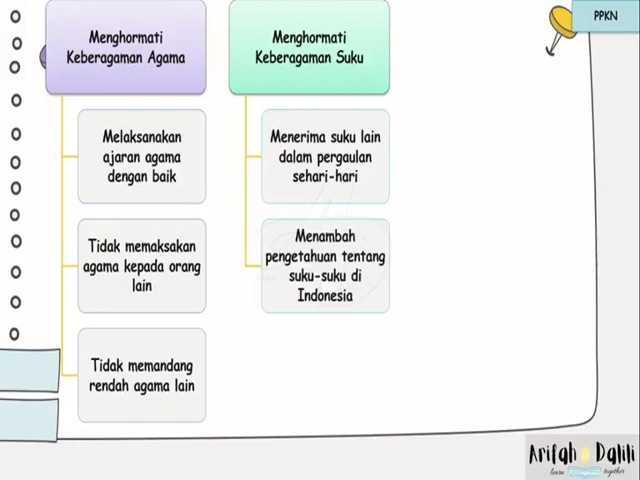 PPKN
Menghormati
Keberagaman Agama
Melaksanakan
ajaran agama
dengan baik
Tidak memaksakan
agama kepada orang
lain
Tidak memandang
rendah agama lain
Menghormati
Keberagaman Suku
Menerima suku lain
dalam pergaulan
sehari-hari
Menambah
pengetahuan tentang
suku-suku di
Indonesia
Arifah Dalili
learn together